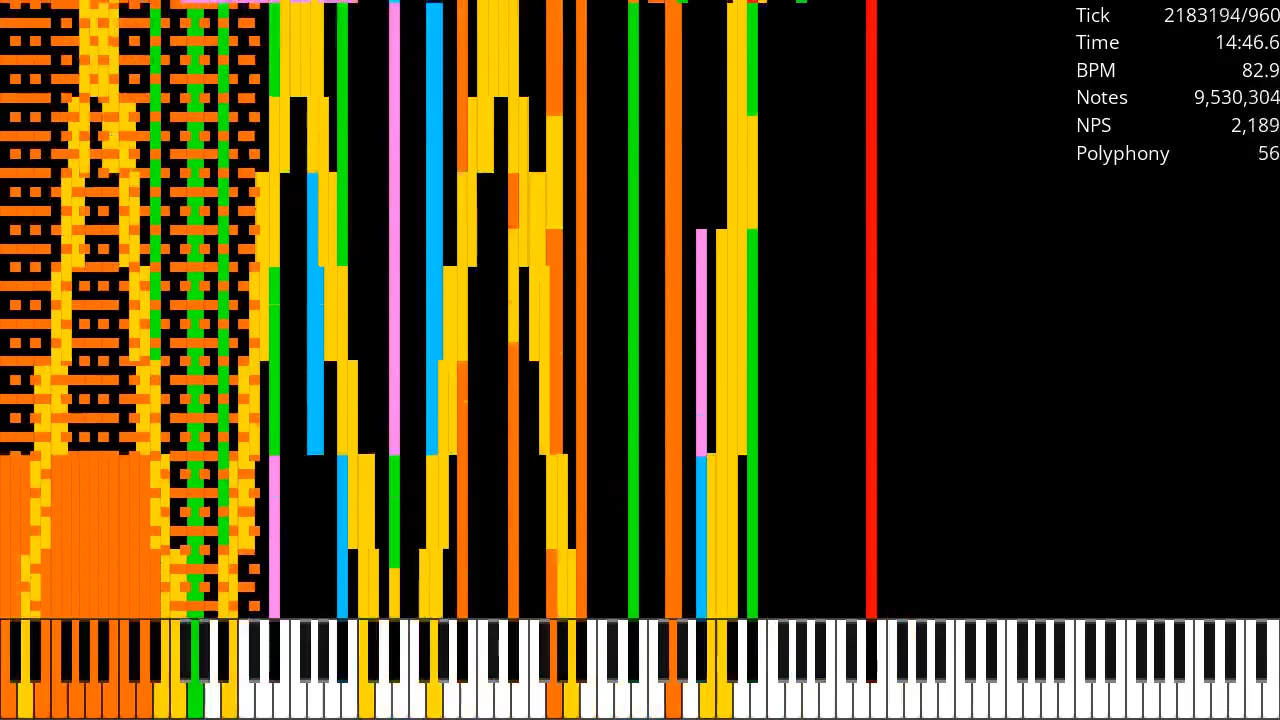 Tick 2183194/960
Time 14:46.6
BPM 82.9
Notes 9,530,304
NPS 2,189
Polyphony 56